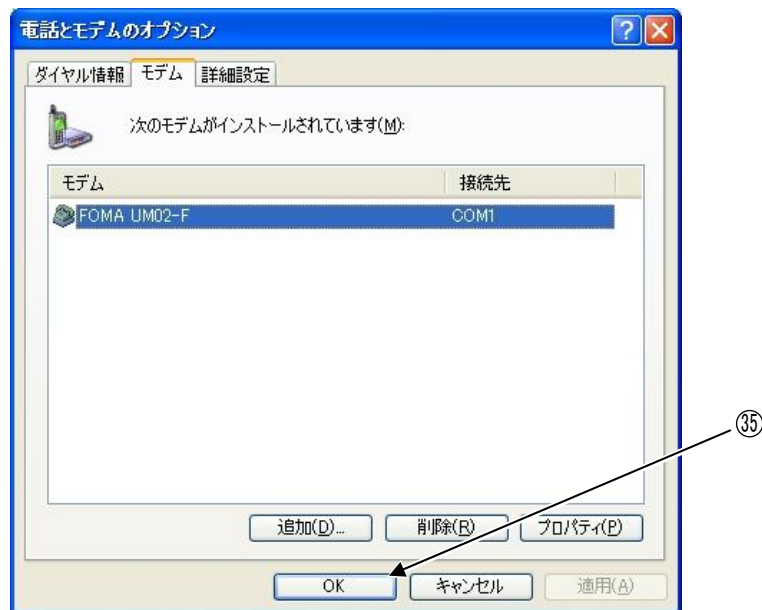 電話とモデムのオプション
ダイヤル情報 モデム 詳細設定
次のモデムがインストールされています(M):
モデム 接続先
FOMA UM02-F COM1
㉟
追加(D)... 削除(R) プロパティ(P)
OK キャンセル 適用(A)